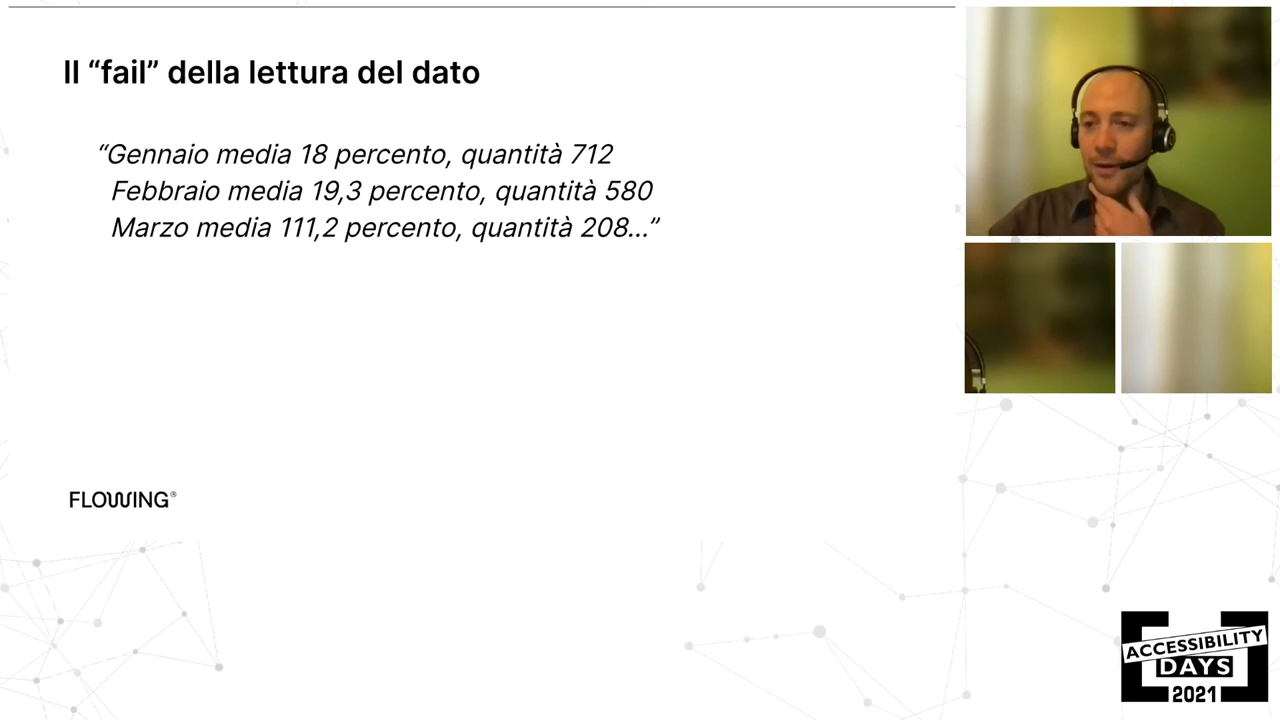 Il “fail” della lettura del dato
“Gennaio media 18 percento, quantità 712
Febbraio media 19,3 percento, quantità 580
Marzo media 111,2 percento, quantità 208...”
FLOWING®
ACCESSIBILITY
DAYS
2021